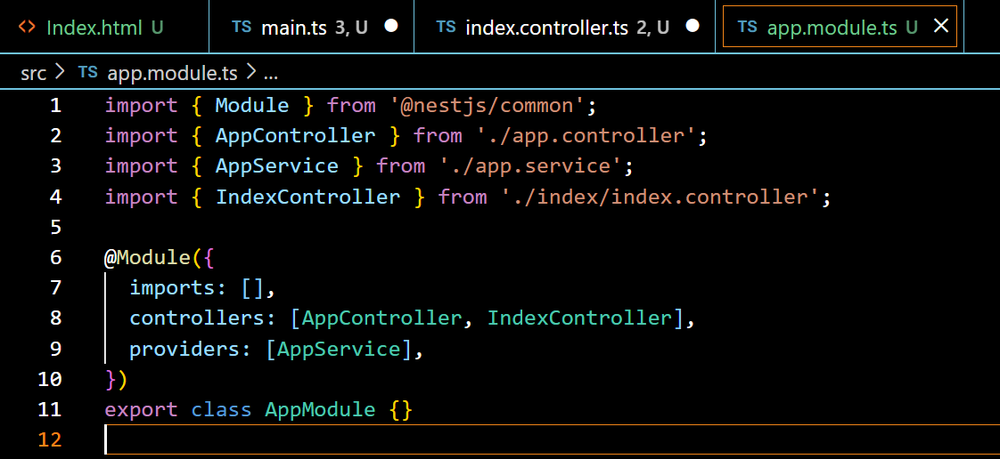 <> Index.html U TS main.ts 3, U TS index.controller.ts 2, U TS app.module.ts U
src > TS app.module.ts > ...
1 import { Module } from '@nestjs/common';
2 import { AppController } from './app.controller';
3 import { AppService } from './app.service';
4 import { IndexController } from './index/index.controller';
5
6 @Module({
7   imports: [],
8   controllers: [AppController, IndexController],
9   providers: [AppService],
10 })
11 export class AppModule {}
12